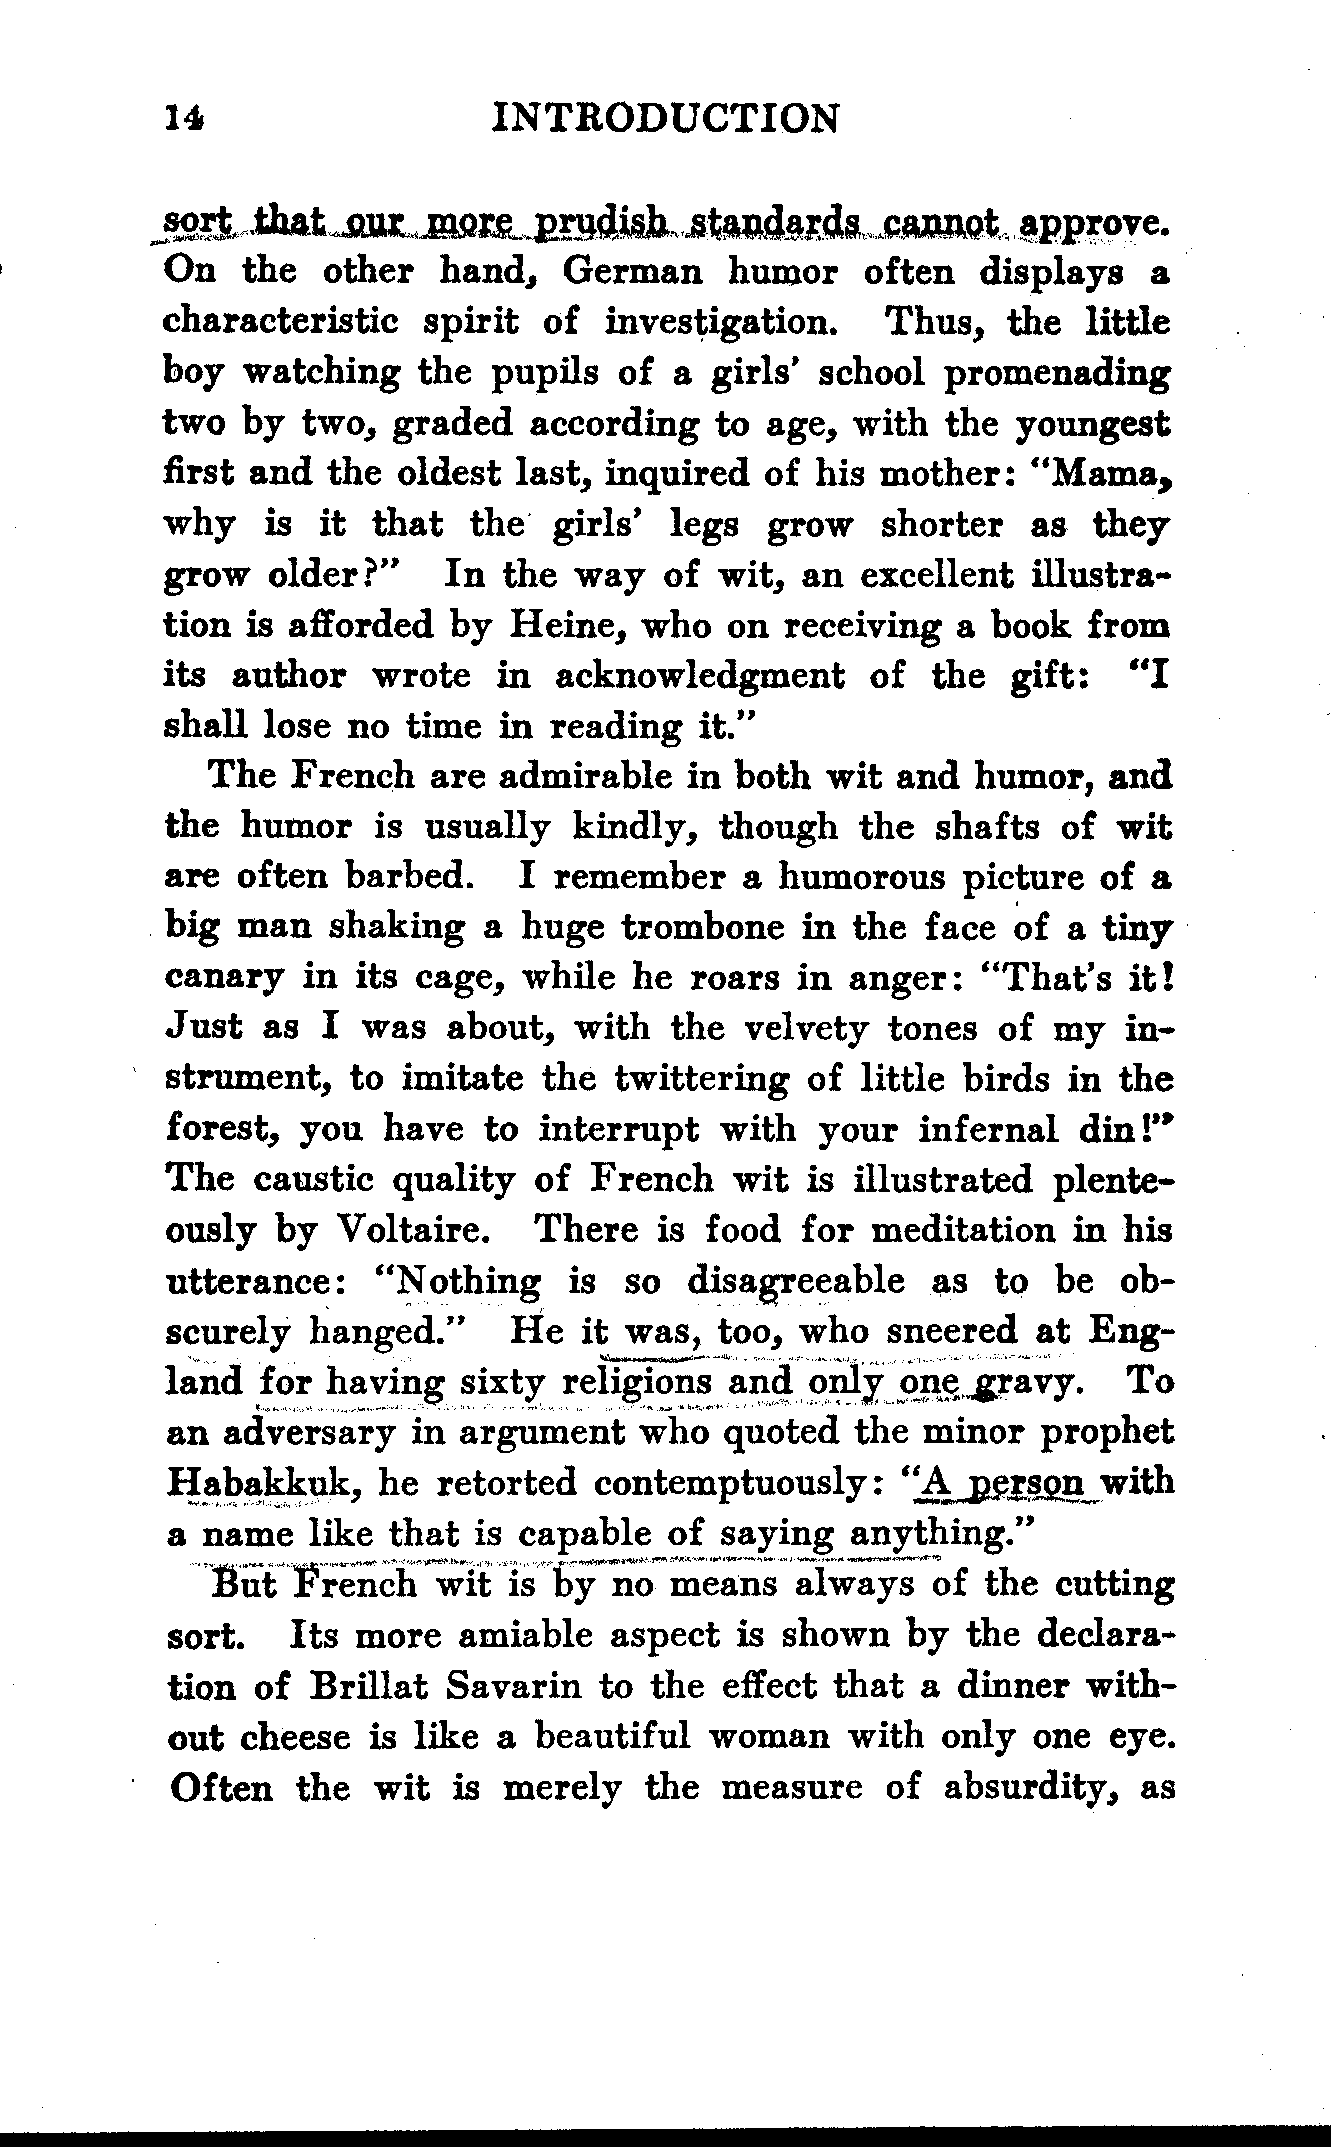 14 INTRODUCTION
sort that our more prudish standards cannot approve.
On the other hand, German humor often displays a
characteristic spirit of investigation. Thus, the little
boy watching the pupils of a girls' school promenading
two by two, graded according to age, with the youngest
first and the oldest last, inquired of his mother: “Mama,
why is it that the girls' legs grow shorter as they
grow older?” In the way of wit, an excellent illustra-
tion is afforded by Heine, who on receiving a book from
its author wrote in acknowledgment of the gift: “I
shall lose no time in reading it.”
The French are admirable in both wit and humor, and
the humor is usually kindly, though the shafts of wit
are often barbed. I remember a humorous picture of a
big man shaking a huge trombone in the face of a tiny
canary in its cage, while he roars in anger: “That's it!
Just as I was about, with the velvety tones of my in-
strument, to imitate the twittering of little birds in the
forest, you have to interrupt with your infernal din!”
The caustic quality of French wit is illustrated plente-
ously by Voltaire. There is food for meditation in his
utterance: “Nothing is so disagreeable as to be ob-
scurely hanged.” He it was, too, who sneered at Eng-
land for having sixty religions and only one gravy. To
an adversary in argument who quoted the minor prophet
Habakkuk, he retorted contemptuously: “A person with
a name like that is capable of saying anything.”
But French wit is by no means always of the cutting
sort. Its more amiable aspect is shown by the declara-
tion of Brillat Savarin to the effect that a dinner with-
out cheese is like a beautiful woman with only one eye.
Often the wit is merely the measure of absurdity, as